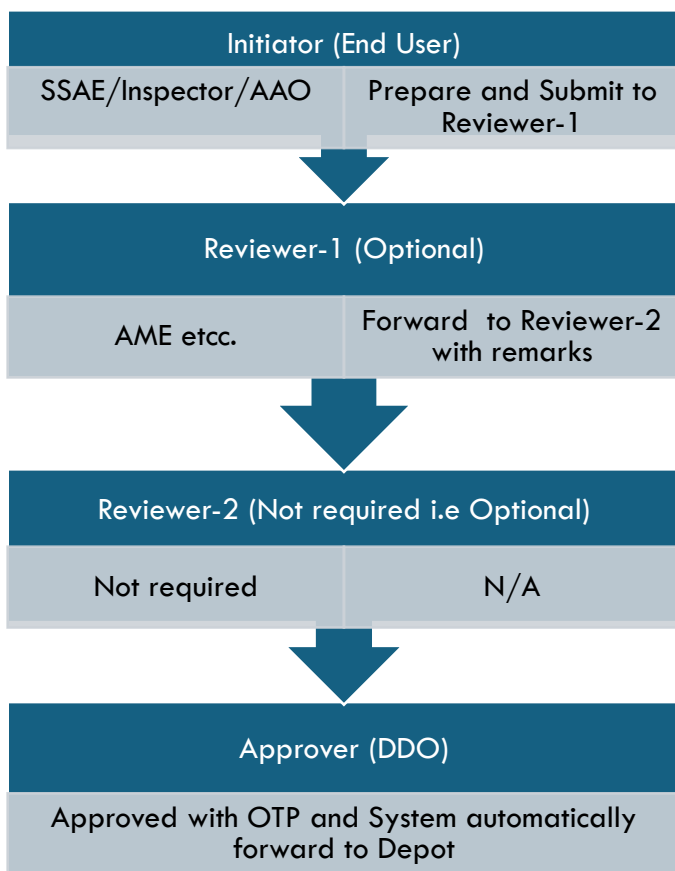 Initiator (End User)
SSAE/Inspector/AAO
Prepare and Submit to
Reviewer-1
Reviewer-1 (Optional)
AME etcc.
Forward to Reviewer-2
with remarks
Reviewer-2 (Not required i.e Optional)
Not required
N/A
Approver (DDO)
Approved with OTP and System automatically
forward to Depot